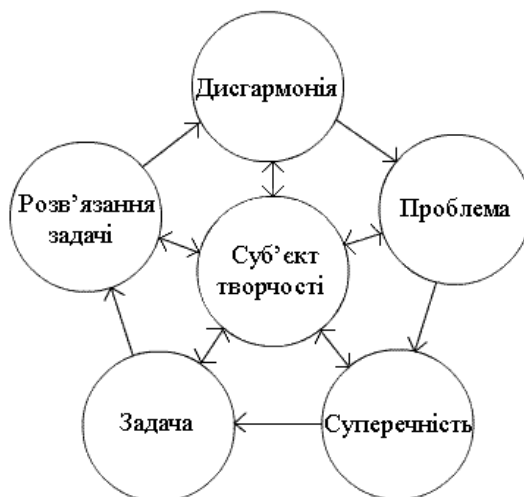 Дисгармонія
Розв’язання
задачі
Проблема
Суб’єкт
творчості
Задача
Суперечність